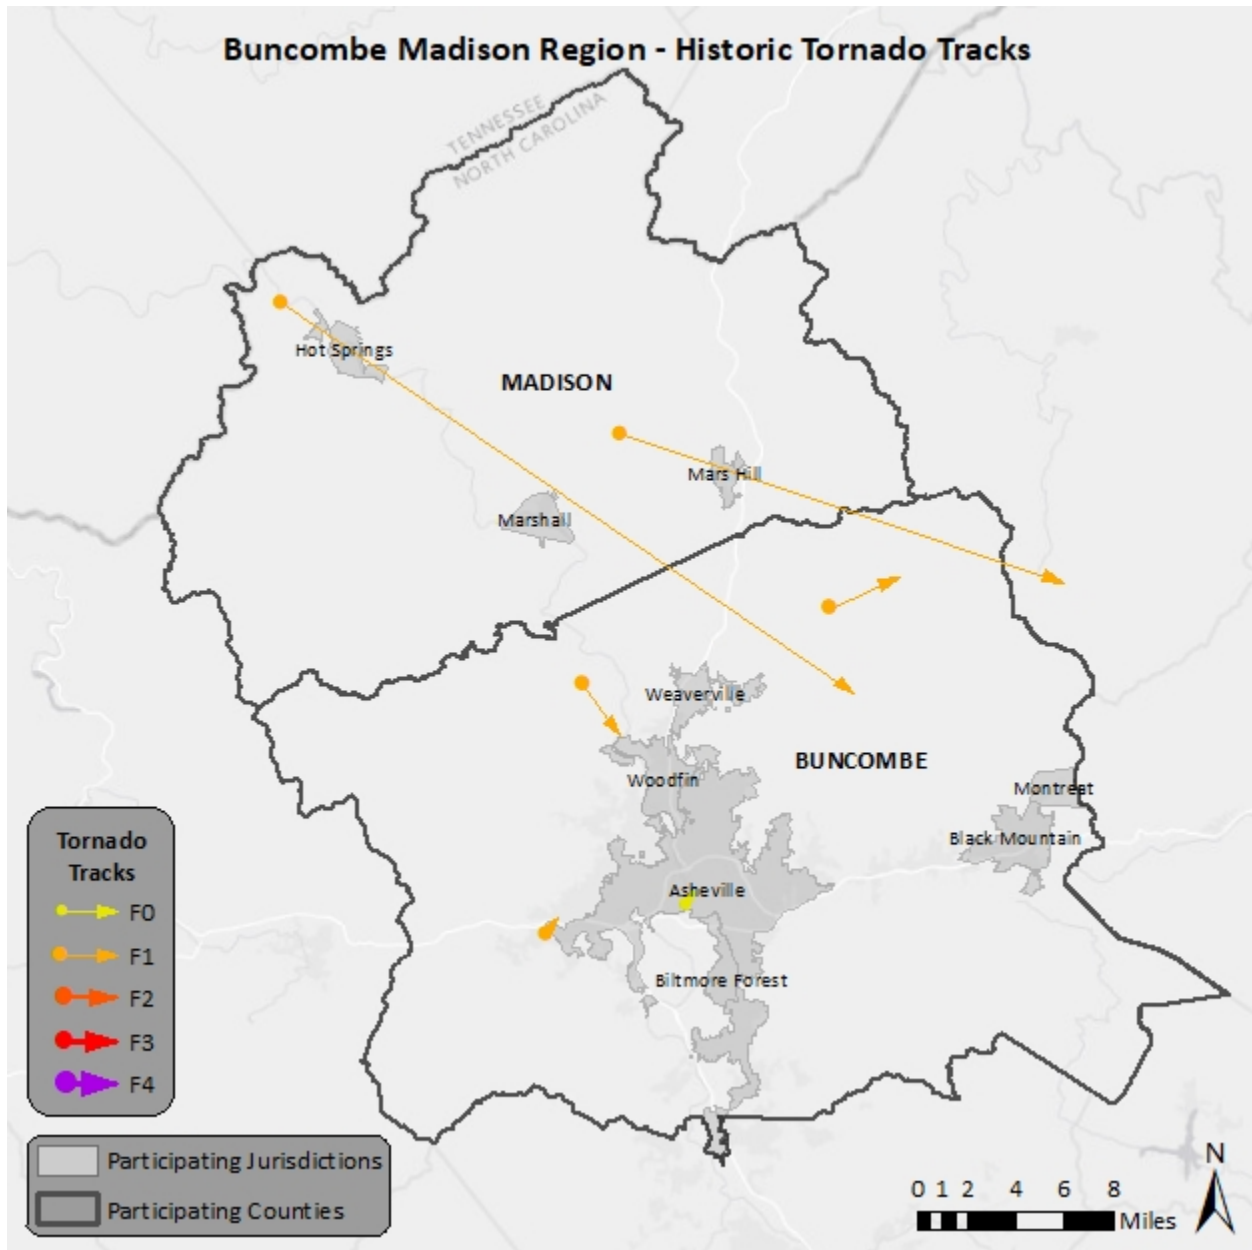 Buncombe Madison Region - Historic Tornado Tracks
TENNESSEE
NORTH CAROLINA
Hot Springs
MADISON
Mars Hill
Marshall
Weaverville
BUNCOMBE
Woodfin
Montreat
Black Mountain
Asheville
Biltmore Forest
Tornado
Tracks
F0
F1
F2
F3
F4
Participating Jurisdictions
Participating Counties
0 1 2 4 6 8
Miles
N